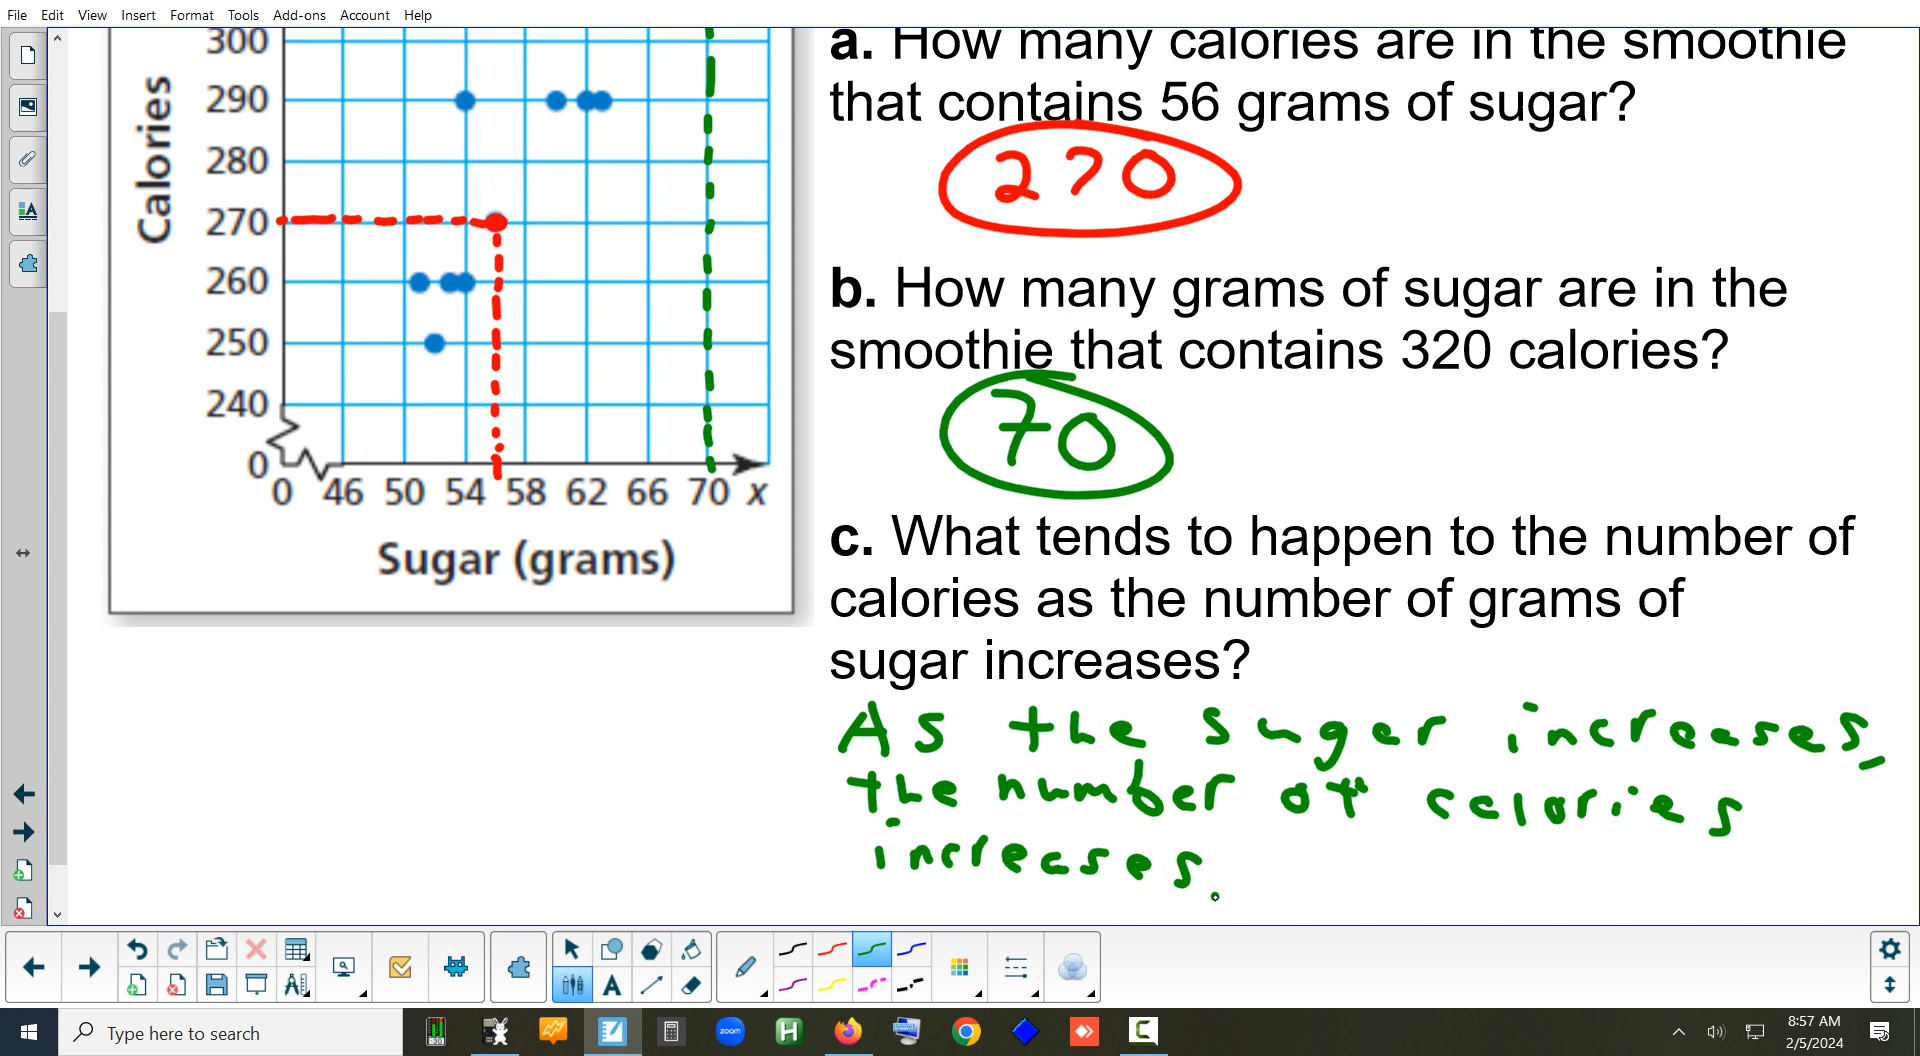 File Edit View Insert Format Tools Add-ons Account Help
300
290
280
270
260
250
240
0
Calories
0 46 50 54 58 62 66 70 x
Sugar (grams)
a. How many calories are in the smoothie
that contains 56 grams of sugar?
270
b. How many grams of sugar are in the
smoothie that contains 320 calories?
70
c. What tends to happen to the number of
calories as the number of grams of
sugar increases?
As the sugar increases,
the number of calories
increases.
A
A
Type here to search
zoom
H
C
8:57 AM
2/5/2024